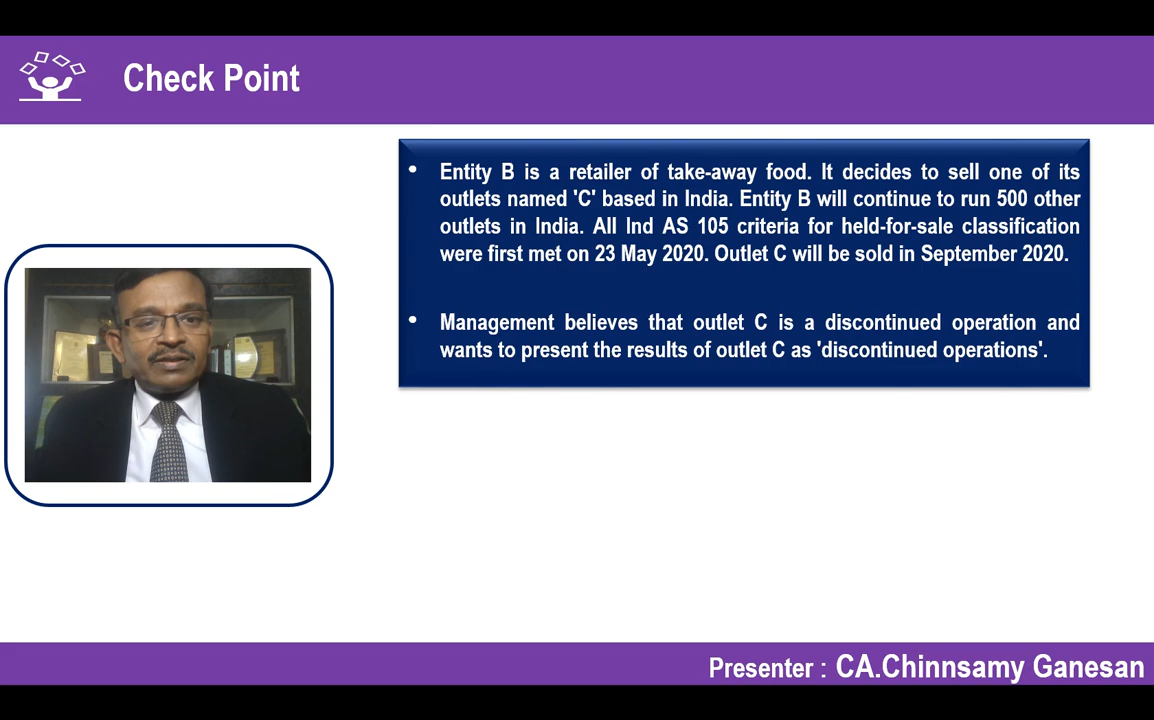 Check Point
• Entity B is a retailer of take-away food. It decides to sell one of its
outlets named 'C' based in India. Entity B will continue to run 500 other
outlets in India. All Ind AS 105 criteria for held-for-sale classification
were first met on 23 May 2020. Outlet C will be sold in September 2020.
• Management believes that outlet C is a discontinued operation and
wants to present the results of outlet C as 'discontinued operations'.
Presenter : CA.Chinnsamy Ganesan